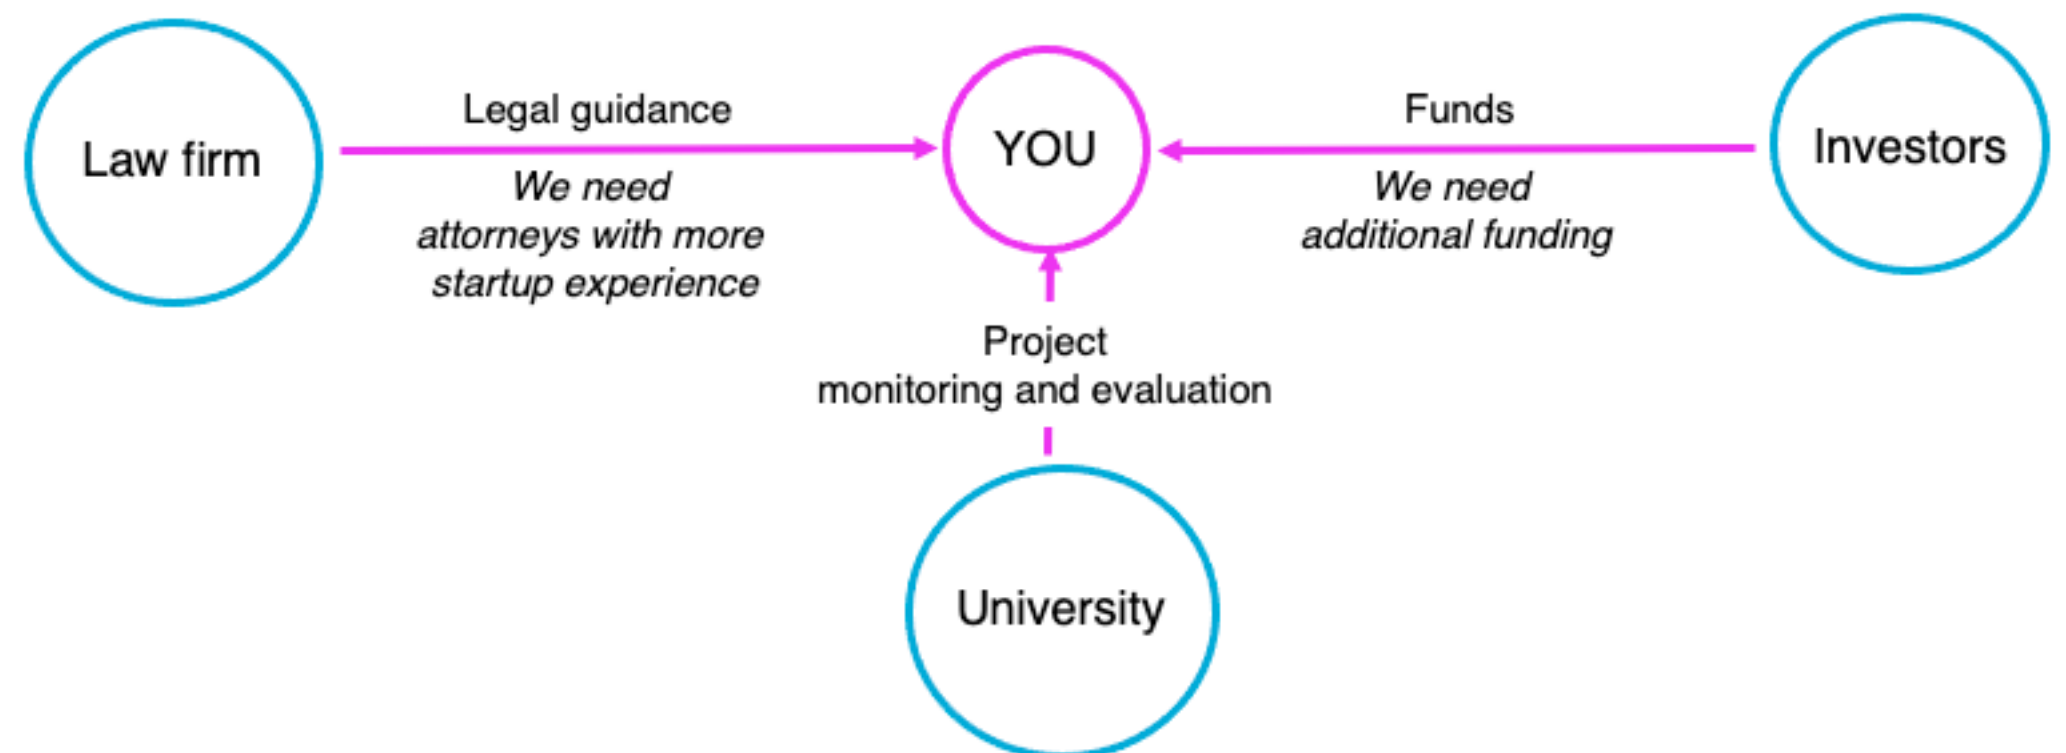 Law firm
Legal guidance
We need
attorneys with more
startup experience
YOU
Funds
We need
additional funding
Investors
Project
monitoring and evaluation
University